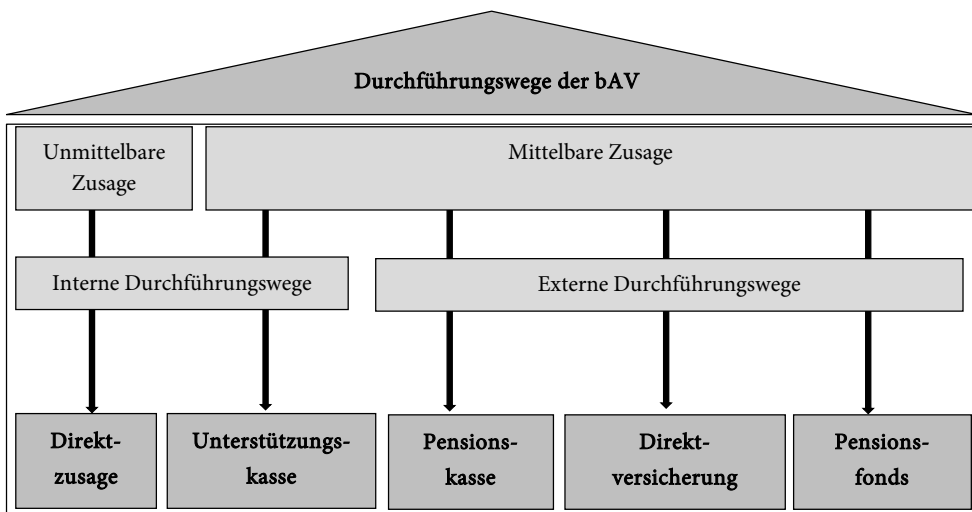 Durchführungswege der bAV
Unmittelbare
Zusage
Mittelbare Zusage
Interne Durchführungswege
Externe Durchführungswege
Direkt-
zusage
Unterstützungs-
kasse
Pensions-
kasse
Direkt-
versicherung
Pensions-
fonds